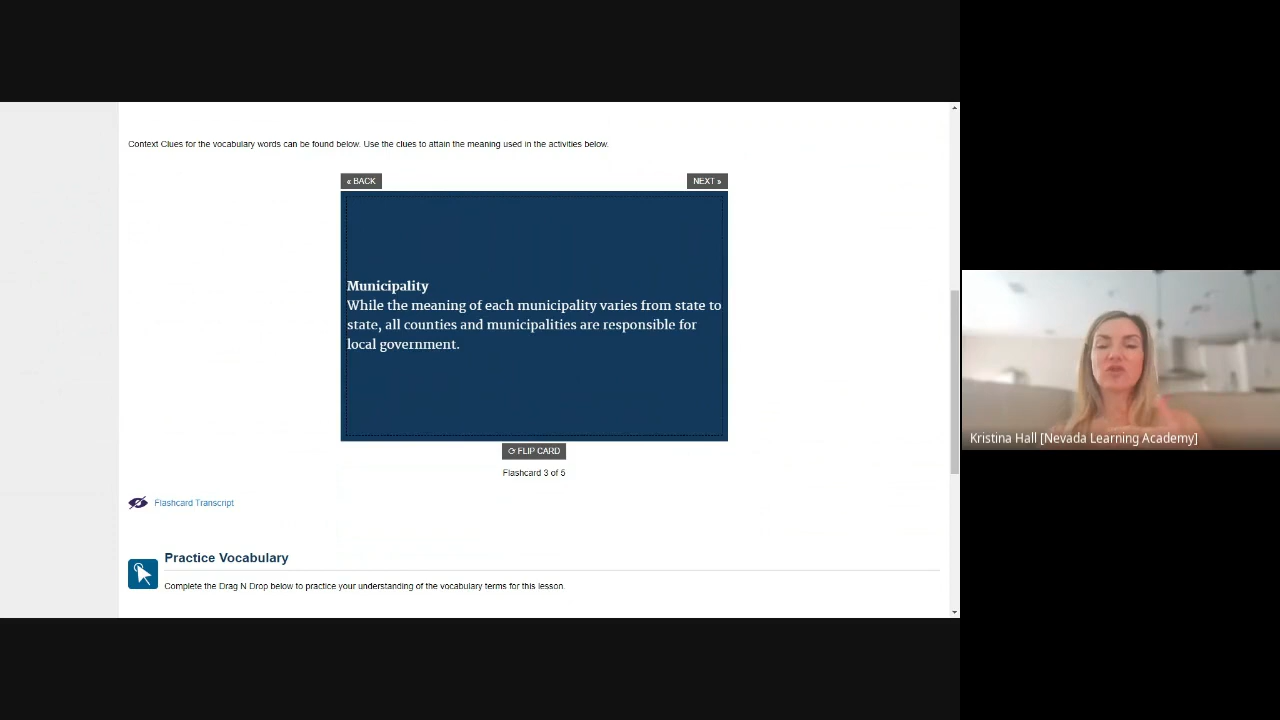 Context Clues for the vocabulary words can be found below. Use the clues to attain the meaning used in the activities below.
« BACK
NEXT »
Municipality
While the meaning of each municipality varies from state to
state, all counties and municipalities are responsible for
local government.
⟳ FLIP CARD
Flashcard 3 of 5
Flashcard Transcript
Practice Vocabulary
Complete the Drag N Drop below to practice your understanding of the vocabulary terms for this lesson.
Kristina Hall [Nevada Learning Academy]